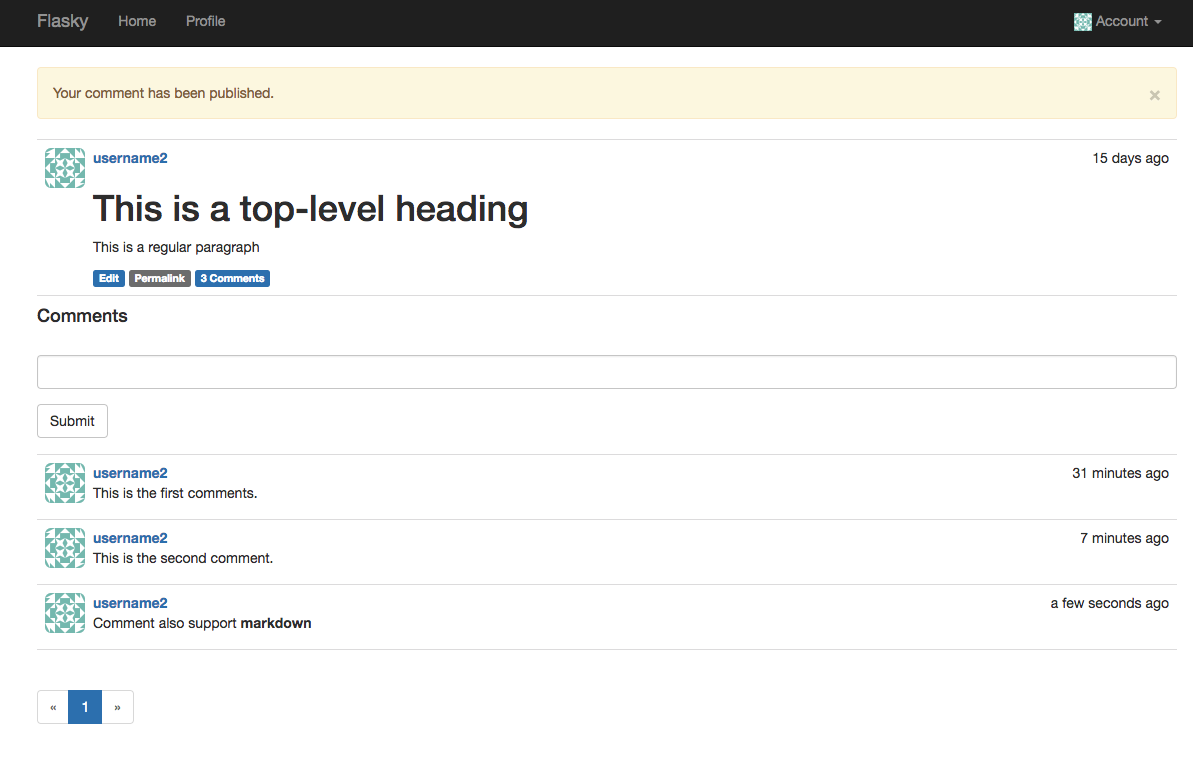 Flasky Home Profile Account
Your comment has been published. ×
username2 15 days ago
This is a top-level heading
This is a regular paragraph
Edit Permalink 3 Comments
Comments
Submit
username2 31 minutes ago
This is the first comments.
username2 7 minutes ago
This is the second comment.
username2 a few seconds ago
Comment also support markdown
« 1 »